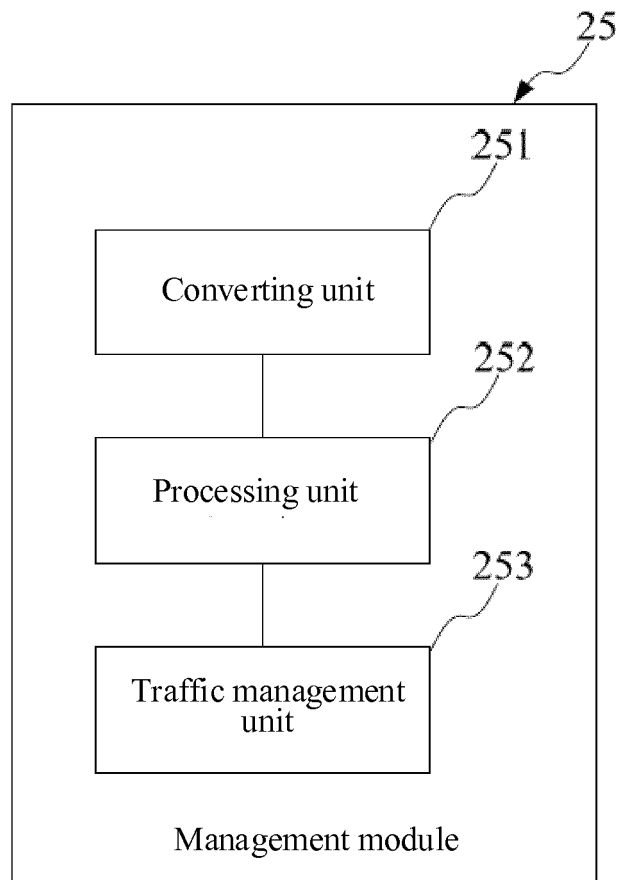 25
251
Converting unit
252
Processing unit
253
Traffic management
unit
Management module